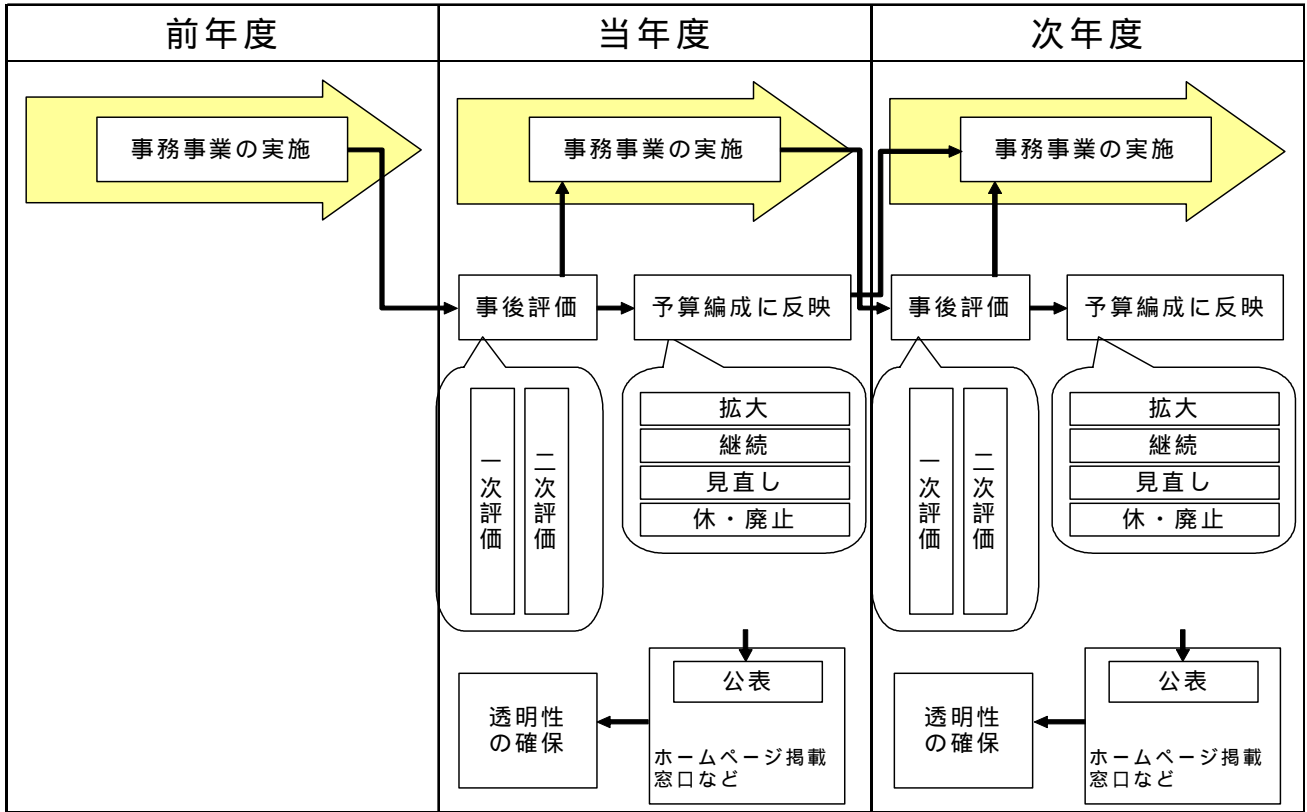 前年度
当年度
次年度
事務事業の実施
事務事業の実施
事務事業の実施
事後評価
予算編成に反映
事後評価
予算編成に反映
一次評価
二次評価
拡大
継続
見直し
休・廃止
一次評価
二次評価
拡大
継続
見直し
休・廃止
透明性
の確保
公表
ホームページ掲載
窓口など
透明性
の確保
公表
ホームページ掲載
窓口など